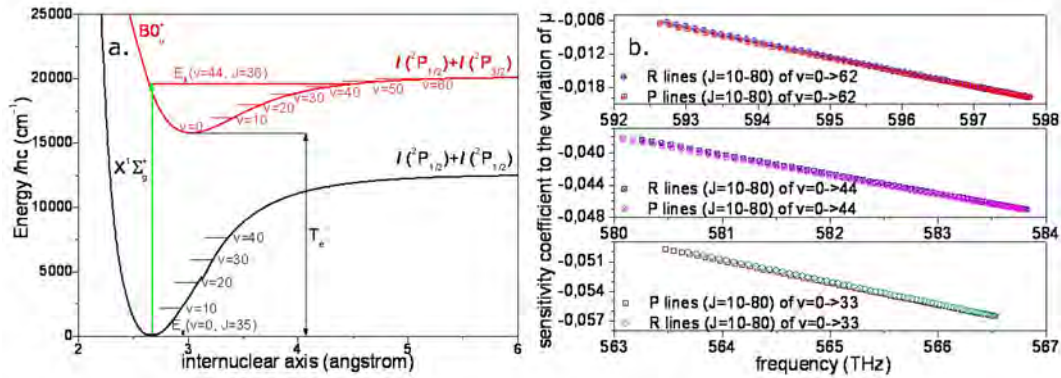 a.
B0⁺ᵤ
I (²P₁/₂)+I (²P₃/₂)
E (v=44, J=36)
v=0
v=10
v=20
v=30
v=40
v=50
v=60
X¹Σ⁺g
I (²P₁/₂)+I (²P₁/₂)
Tₑ
v=40
v=30
v=20
v=10
E (v=0, J=35)
25000
20000
15000
10000
5000
0
Energy /hc (cm⁻¹)
2 3 4 5 6
internuclear axis (angstrom)
sensitivity coefficient to the variation of μ
b.
-0,006
-0,012
-0,018
R lines (J=10-80) of v=0->62
P lines (J=10-80) of v=0->62
592 593 594 595 596 597 598
-0,040
-0,044
-0,048
R lines (J=10-80) of v=0->44
P lines (J=10-80) of v=0->44
580 581 582 583 584
-0,051
-0,054
-0,057
P lines (J=10-80) of v=0->33
R lines (J=10-80) of v=0->33
563 564 565 566 567
frequency (THz)